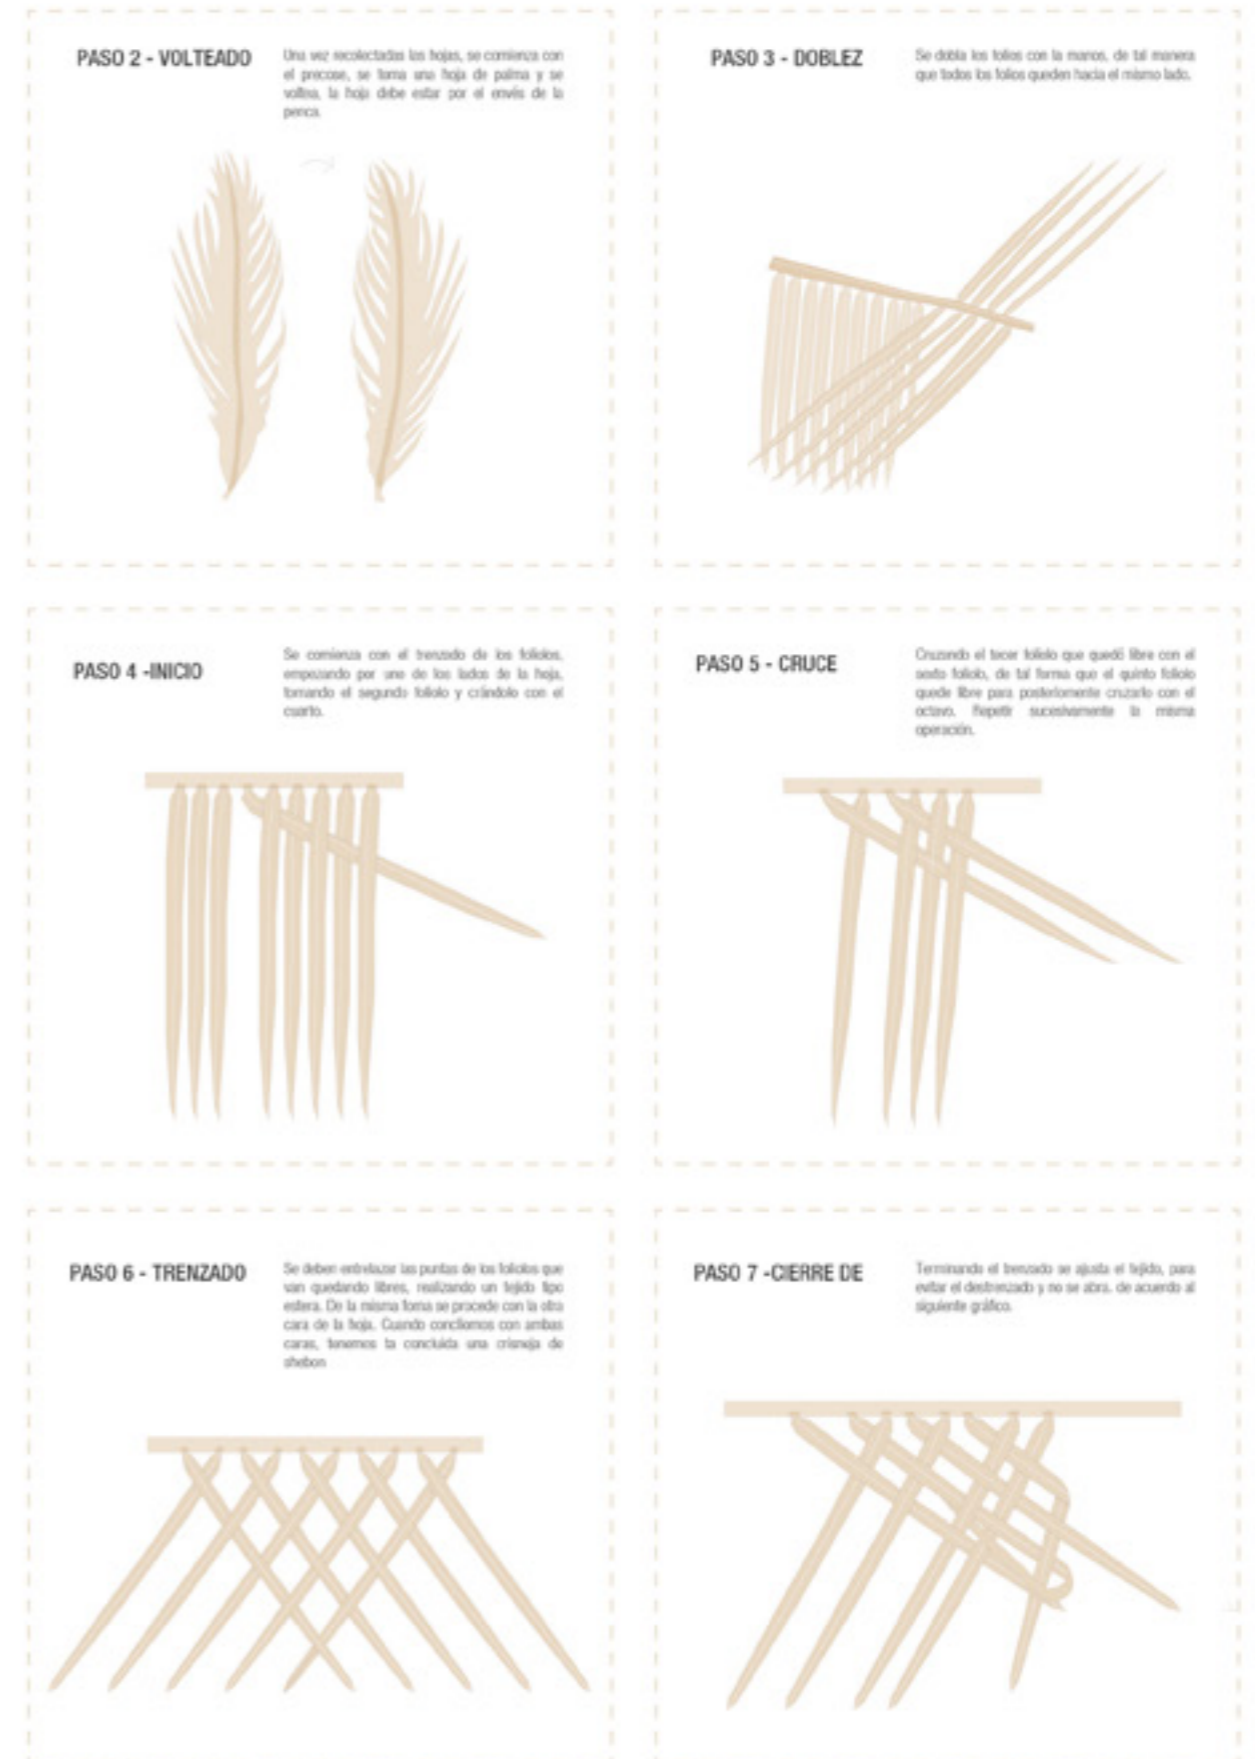 PASO 2 - VOLTEADO
Una vez recolectadas las hojas, se comienza con
el precose, se toma una hoja de palma y se
voltea, la hoja debe estar por el envés de la
penca.
PASO 3 - DOBLEZ
Se dobla los folios con la manos, de tal manera
que todos los folios queden hacia el mismo lado.
PASO 4 -INICIO
Se comienza con el trenzado de los foliolos,
empezando por uno de los lados de la hoja,
tomando el segundo foliolo y crándolo con el
cuarto.
PASO 5 - CRUCE
Cruzando el tecer foliolo que quedó libre con el
sexto foliolo, de tal forma que el quinto foliolo
quede libre para posteriormente cruzarlo con el
octavo. Repetir sucesivamente la misma
operación.
PASO 6 - TRENZADO
Se deben entrelazar las puntas de los foliolos que
van quedando libres, realizando un tejido tipo
estera. De la misma forma se procede con la otra
cara de la hoja. Cuando concliemos con ambas
caras, tenemos ta concluida una crisneja de
shebon
PASO 7 -CIERRE DE
Terminando el trenzado se ajusta el tejido, para
evitar el destrenzado y no se abra. de acuerdo al
siguiente gráfico.